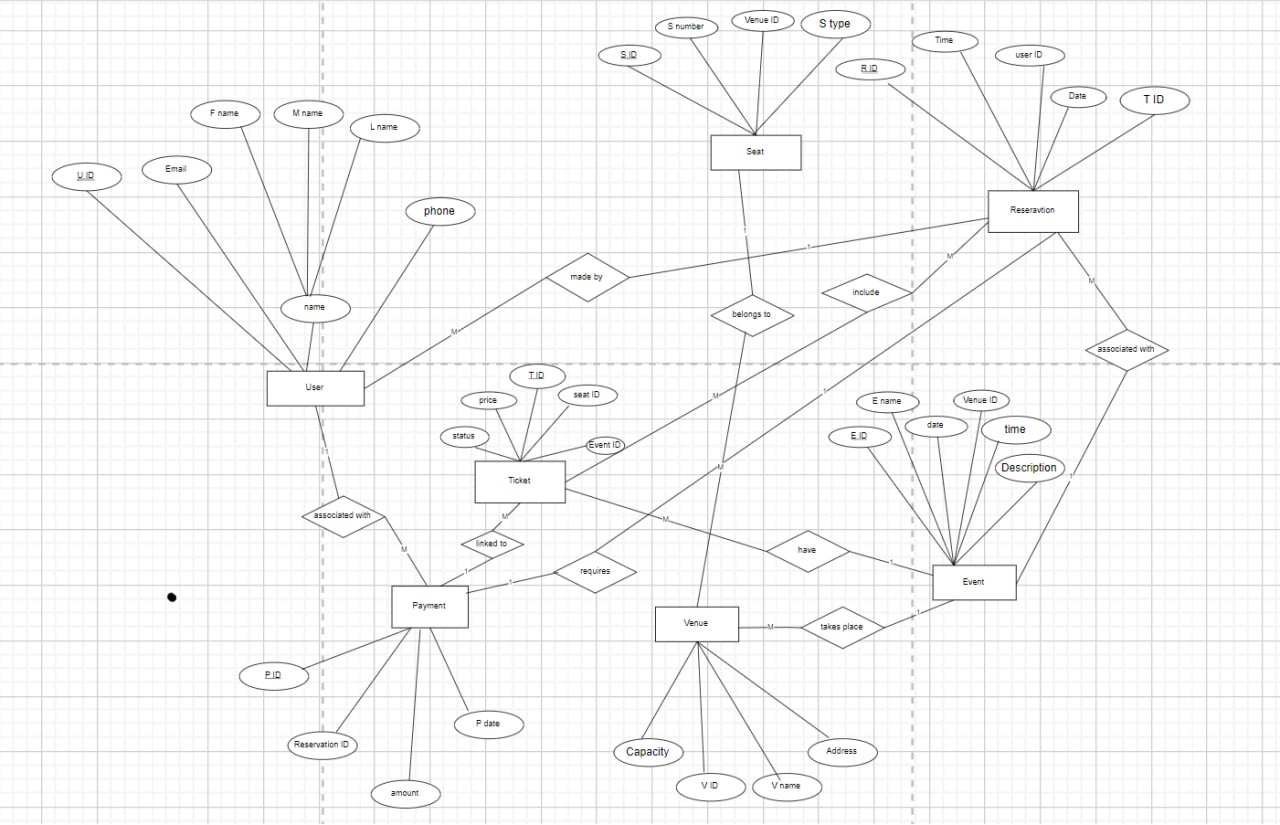 S number
Venue ID
S type
S ID
Time
user ID
R ID
Date
T ID
F name
M name
L name
Seat
U ID
Email
phone
Reseravtion
1
1
made by
M
include
M
name
belongs to
M
associated with
User
T ID
price
seat ID
M
1
E name
Venue ID
date
time
status
Event ID
E ID
1
M
Description
Ticket
1
associated with
M
M
linked to
have
M
1
1
1
requires
Event
Payment
Venue
M
takes place
1
P ID
P date
Reservation ID
Capacity
Address
V ID
V name
amount